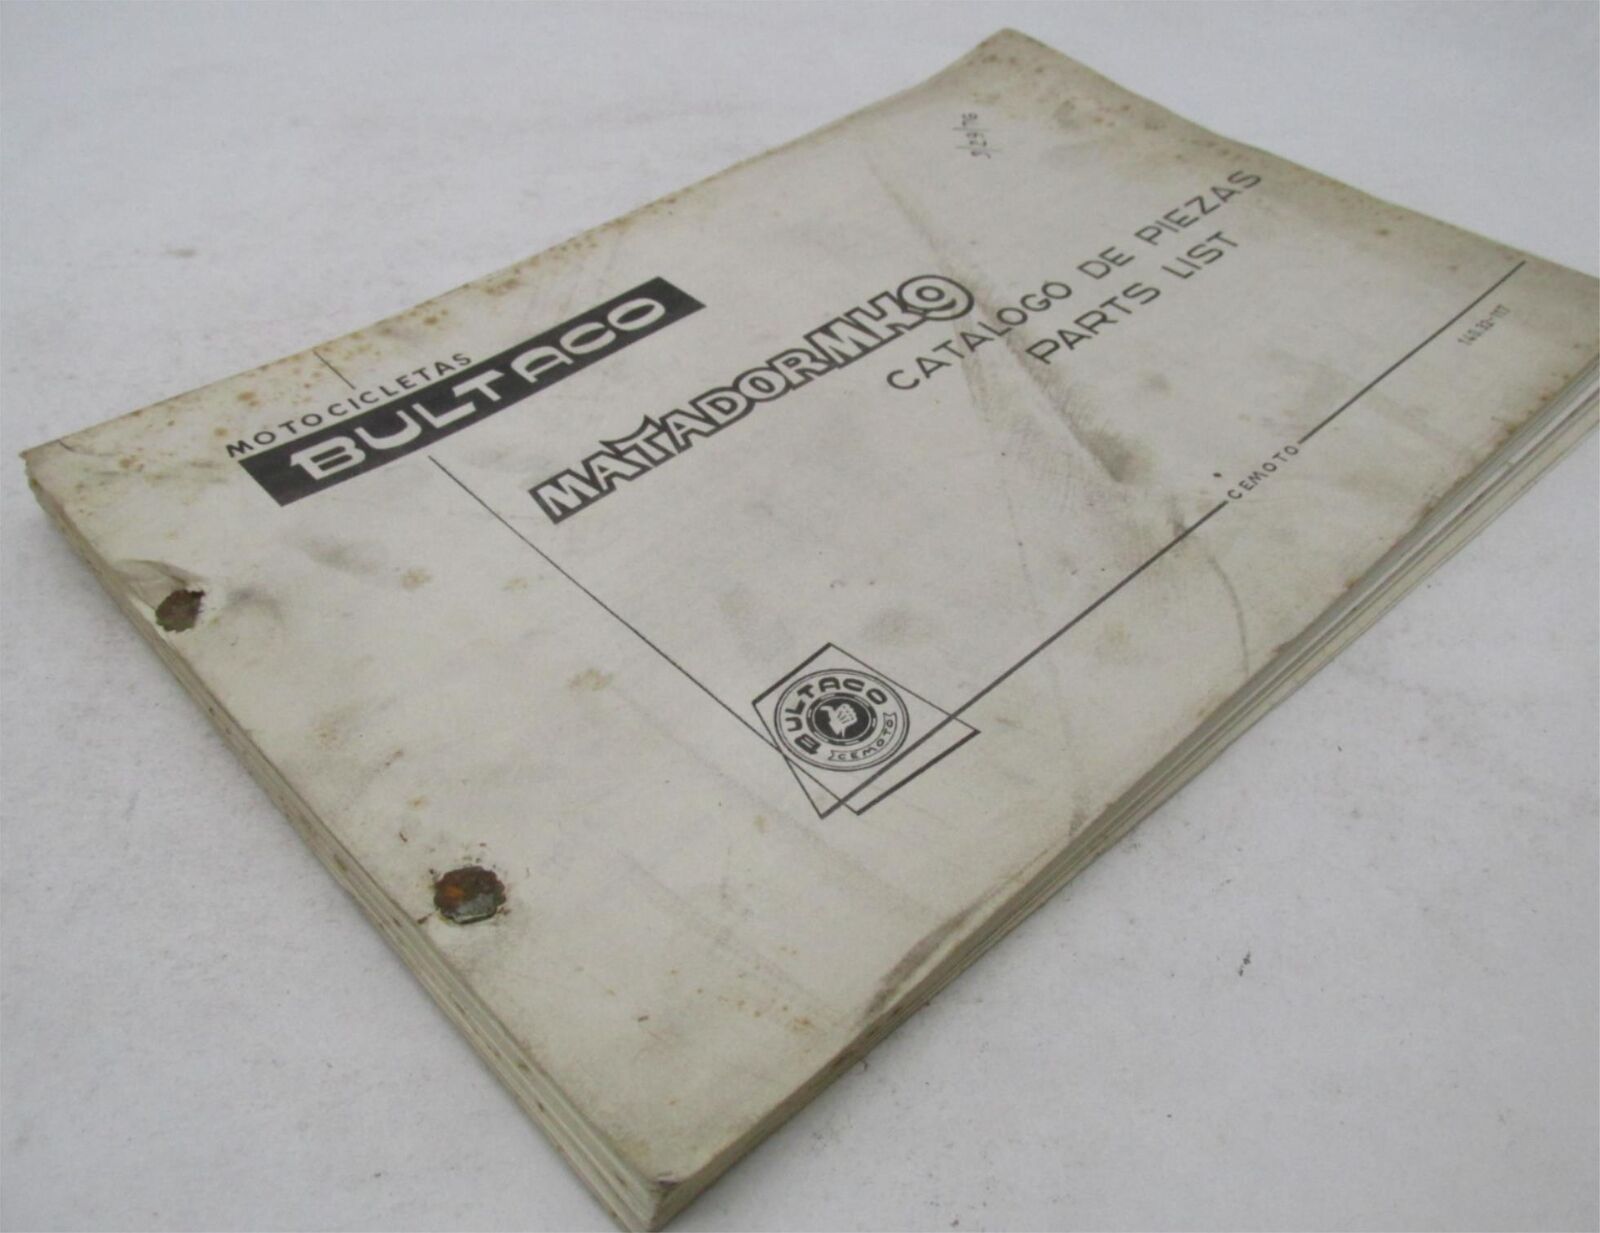 MOTOCICLETAS
BULTACO
MATADOR MK9
CATALOGO DE PIEZAS
PARTS LIST
CEMOTO
BULTACO
CEMOTO